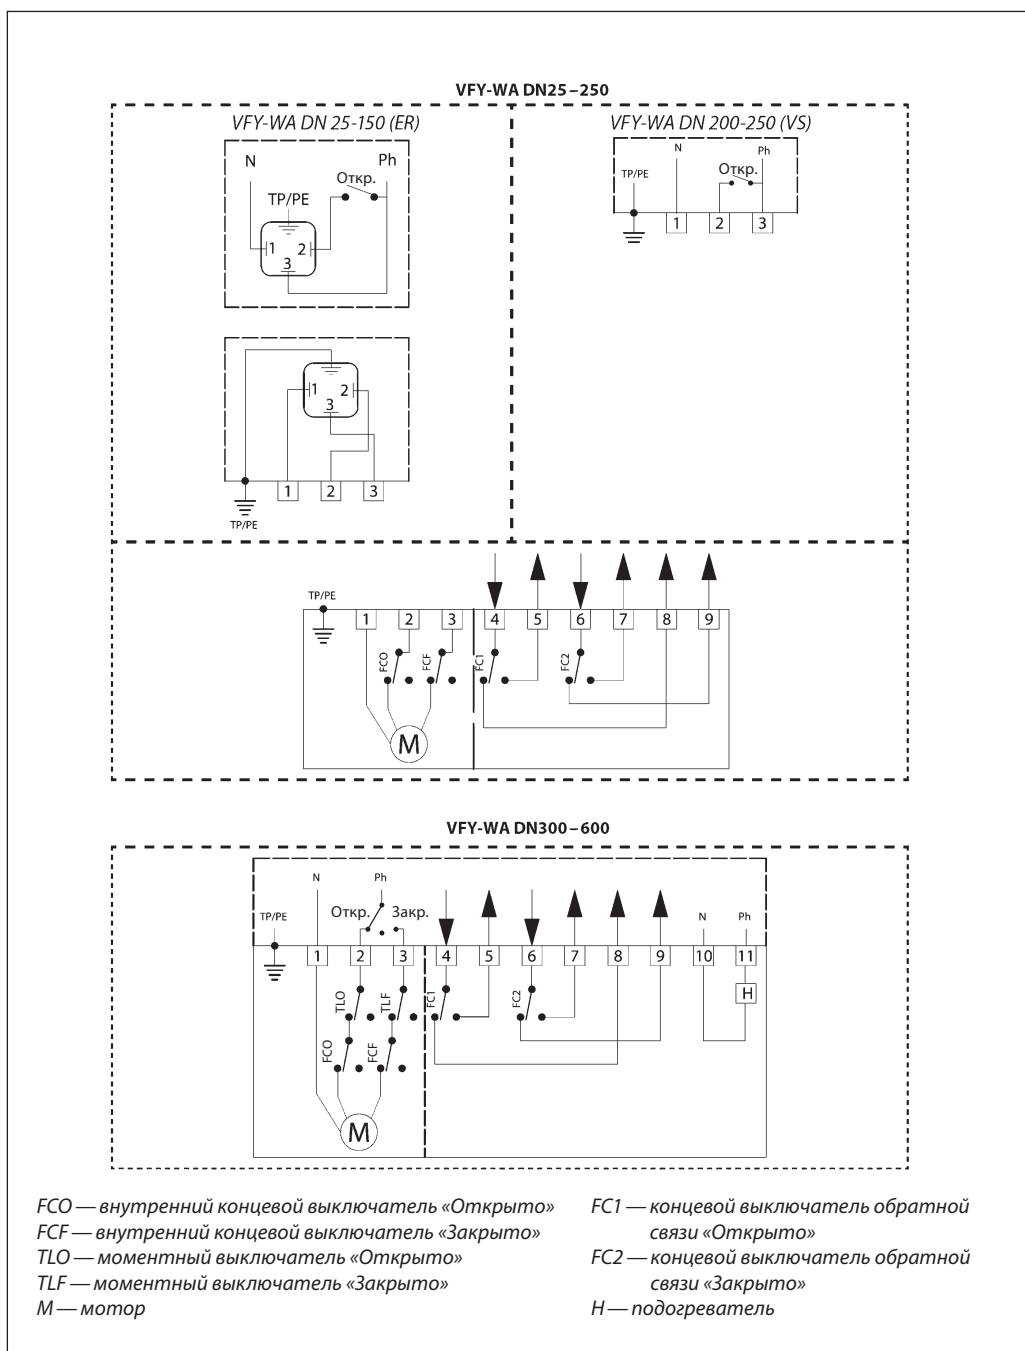 VFY-WA DN25–250
VFY-WA DN 25-150 (ER)
VFY-WA DN 200-250 (VS)
N
Ph
Откр.
TP/PE
1
2
3
N
Ph
TP/PE
Откр.
1
2
3
1
2
3
1
2
3
TP/PE
TP/PE
1
2
3
4
5
6
7
8
9
FCO
FCF
FC1
FC2
M
VFY-WA DN300–600
N
Ph
TP/PE
Откр.
Закр.
N
Ph
1
2
3
4
5
6
7
8
9
10
11
TLO
TLF
FC1
FC2
H
FCO
FCF
M
FCO — внутренний концевой выключатель «Открыто»
FCF — внутренний концевой выключатель «Закрыто»
TLO — моментный выключатель «Открыто»
TLF — моментный выключатель «Закрыто»
M — мотор
FC1 — концевой выключатель обратной
связи «Открыто»
FC2 — концевой выключатель обратной
связи «Закрыто»
H — подогреватель